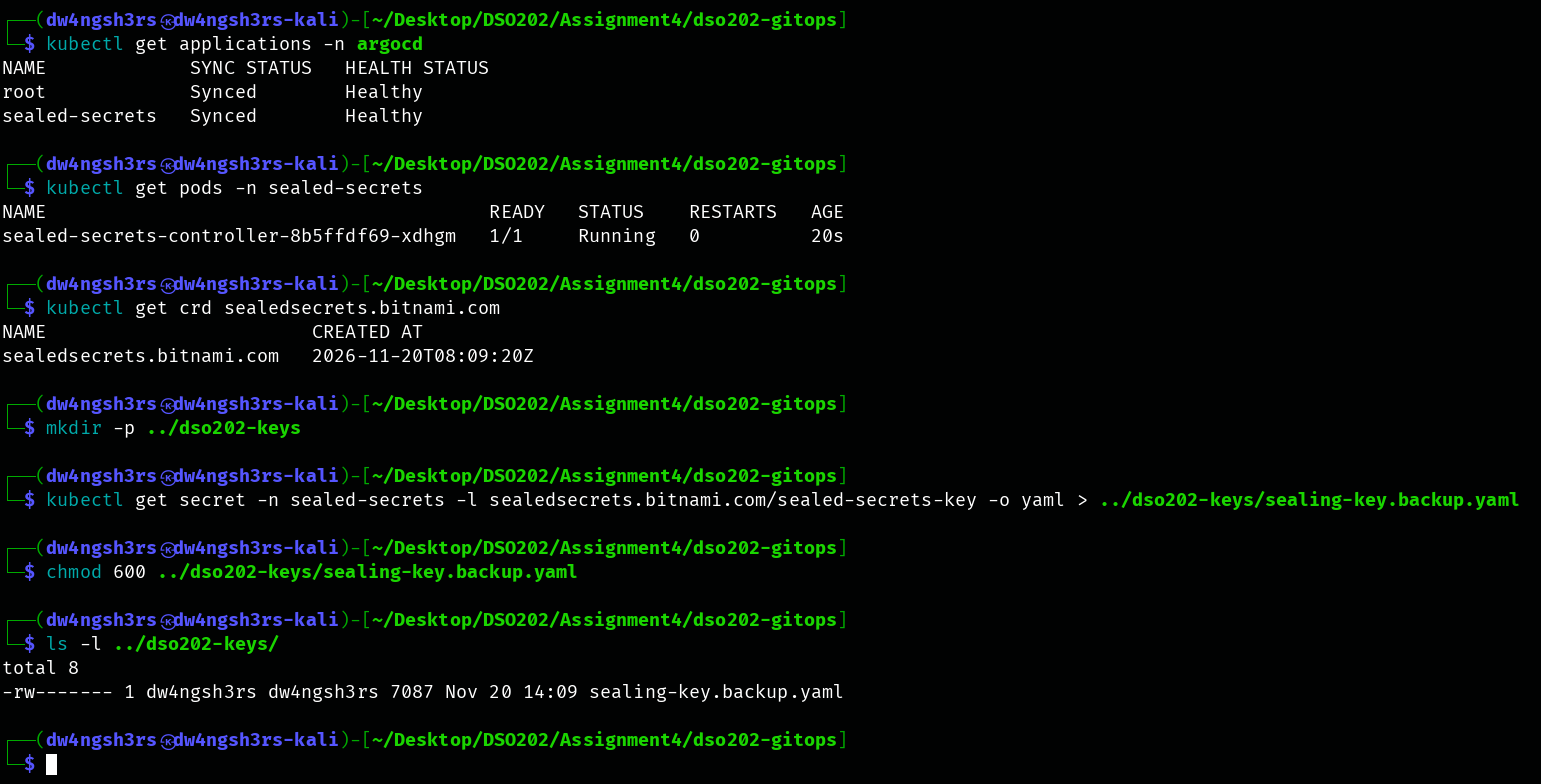 ┌──(dw4ngsh3rs㉿dw4ngsh3rs-kali)-[~/Desktop/DSO202/Assignment4/dso202-gitops]
└─$ kubectl get applications -n argocd
NAME             SYNC STATUS   HEALTH STATUS
root             Synced        Healthy
sealed-secrets   Synced        Healthy
┌──(dw4ngsh3rs㉿dw4ngsh3rs-kali)-[~/Desktop/DSO202/Assignment4/dso202-gitops]
└─$ kubectl get pods -n sealed-secrets
NAME                                        READY   STATUS    RESTARTS   AGE
sealed-secrets-controller-8b5ffdf69-xdhgm   1/1     Running   0          20s
┌──(dw4ngsh3rs㉿dw4ngsh3rs-kali)-[~/Desktop/DSO202/Assignment4/dso202-gitops]
└─$ kubectl get crd sealedsecrets.bitnami.com
NAME                        CREATED AT
sealedsecrets.bitnami.com   2026-11-20T08:09:20Z
┌──(dw4ngsh3rs㉿dw4ngsh3rs-kali)-[~/Desktop/DSO202/Assignment4/dso202-gitops]
└─$ mkdir -p ../dso202-keys
┌──(dw4ngsh3rs㉿dw4ngsh3rs-kali)-[~/Desktop/DSO202/Assignment4/dso202-gitops]
└─$ kubectl get secret -n sealed-secrets -l sealedsecrets.bitnami.com/sealed-secrets-key -o yaml > ../dso202-keys/sealing-key.backup.yaml
┌──(dw4ngsh3rs㉿dw4ngsh3rs-kali)-[~/Desktop/DSO202/Assignment4/dso202-gitops]
└─$ chmod 600 ../dso202-keys/sealing-key.backup.yaml
┌──(dw4ngsh3rs㉿dw4ngsh3rs-kali)-[~/Desktop/DSO202/Assignment4/dso202-gitops]
└─$ ls -l ../dso202-keys/
total 8
-rw------- 1 dw4ngsh3rs dw4ngsh3rs 7087 Nov 20 14:09 sealing-key.backup.yaml
┌──(dw4ngsh3rs㉿dw4ngsh3rs-kali)-[~/Desktop/DSO202/Assignment4/dso202-gitops]
└─$